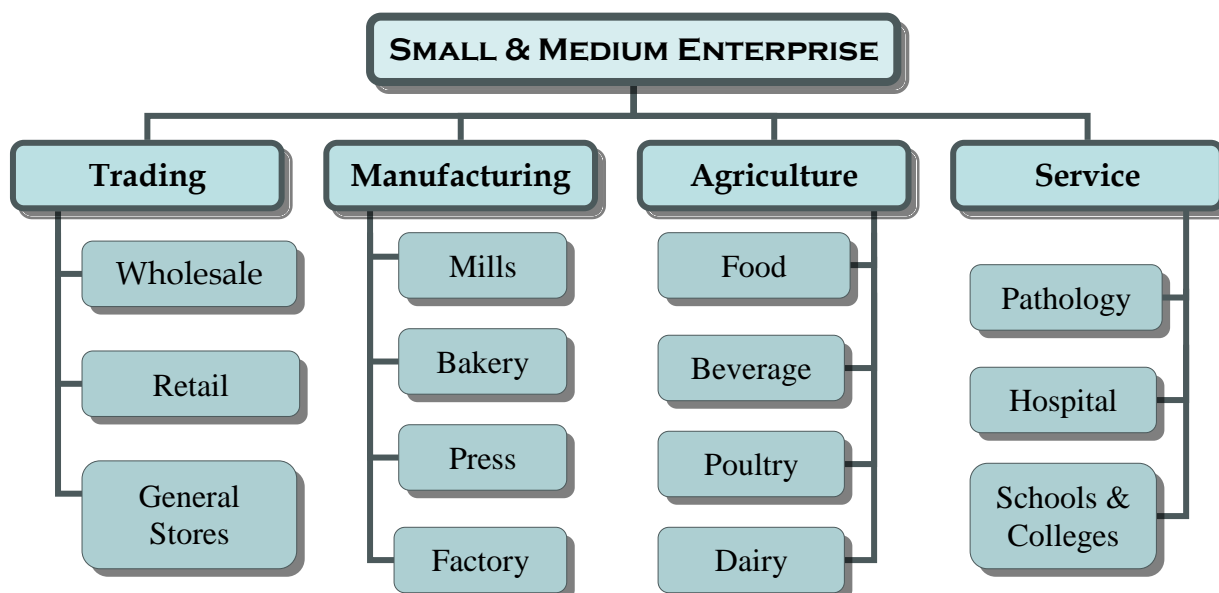 SMALL & MEDIUM ENTERPRISE
Trading
Manufacturing
Agriculture
Service
Wholesale
Retail
General
Stores
Mills
Bakery
Press
Factory
Food
Beverage
Poultry
Dairy
Pathology
Hospital
Schools &
Colleges